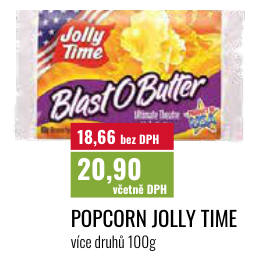 Jolly
Time
Blast O Butter
Ultimate Theatre
18,66 bez DPH
20,90
včetně DPH
POPCORN JOLLY TIME
více druhů 100g